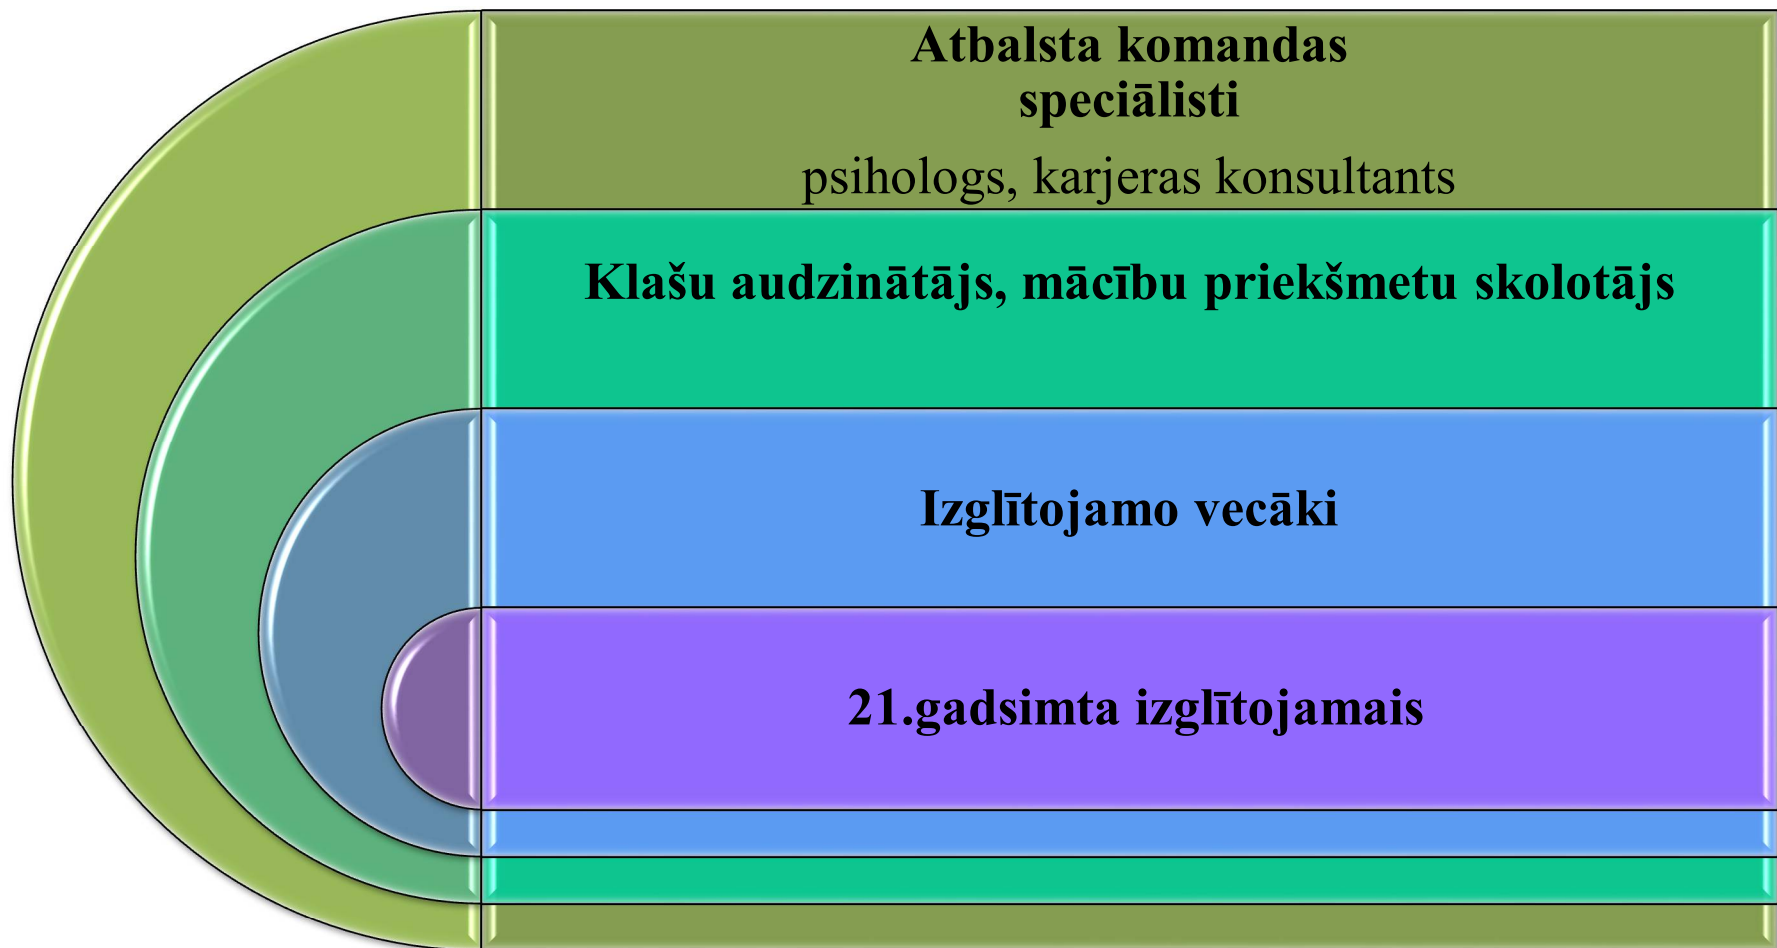 Atbalsta komandas
speciālisti
psihologs, karjeras konsultants
Klašu audzinātājs, mācību priekšmetu skolotājs
Izglītojamo vecāki
21.gadsimta izglītojamais